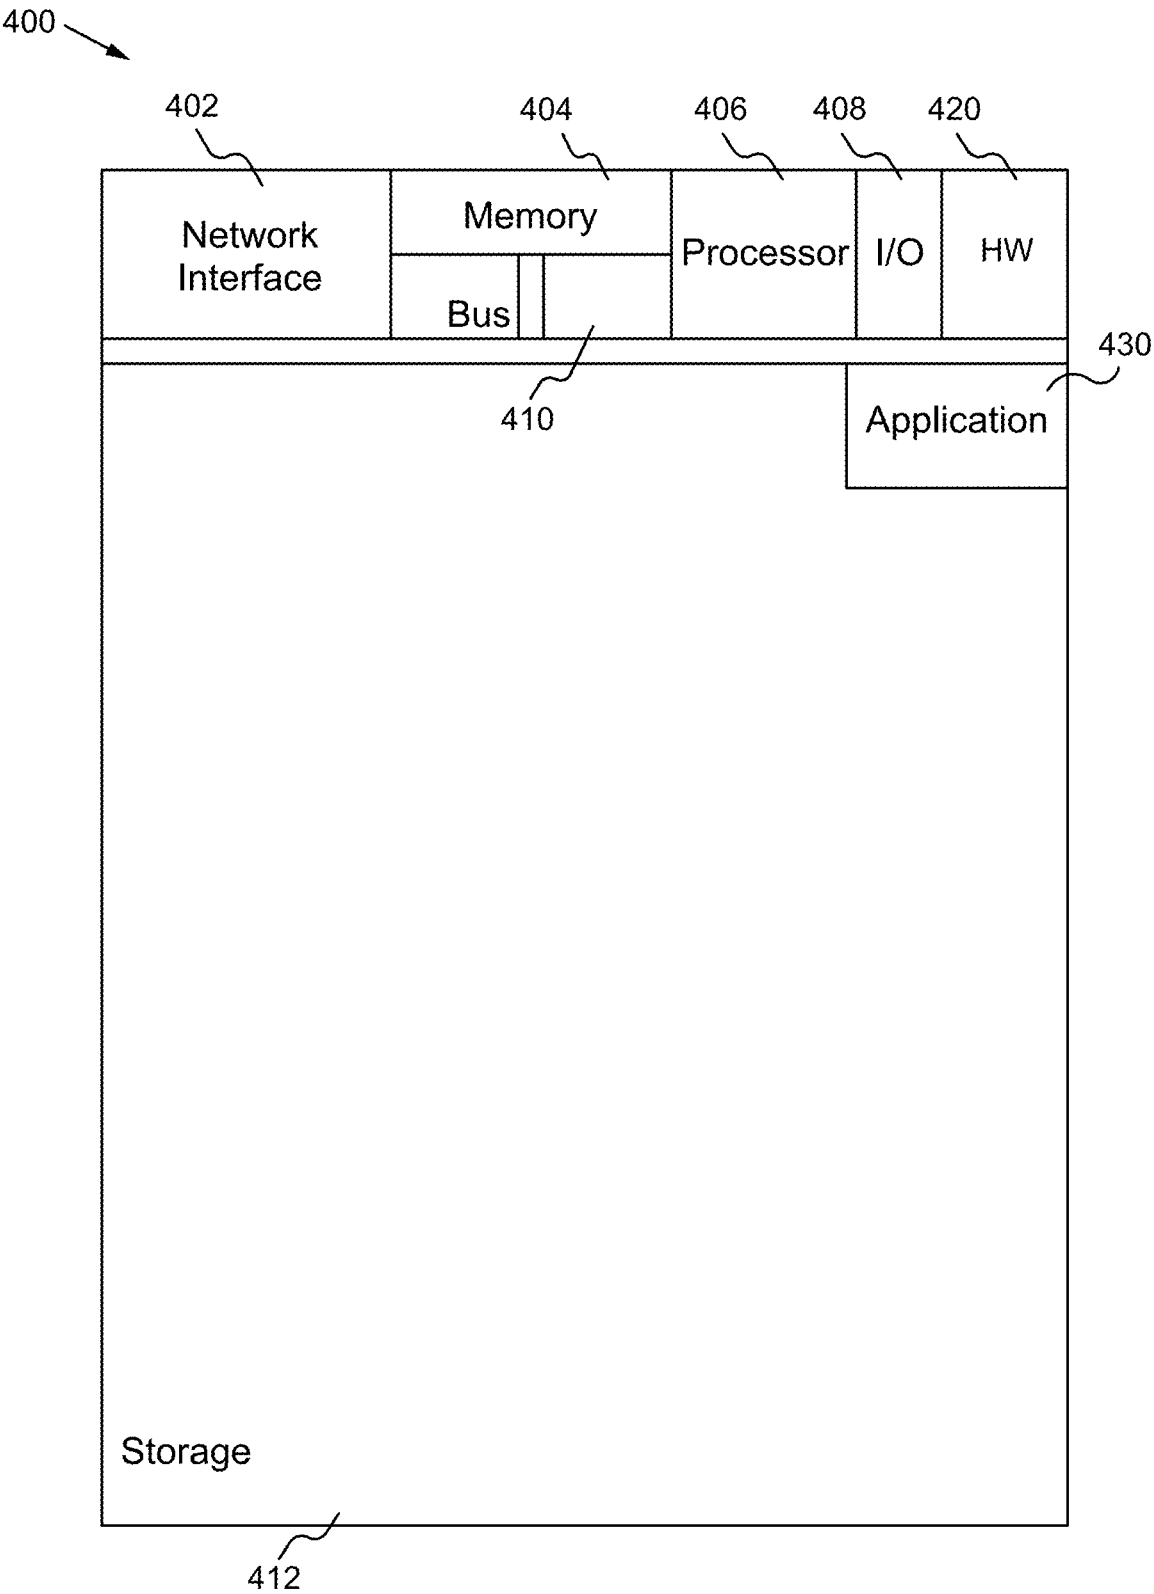 400
402
404
406
408
420
Network
Interface
Memory
Processor
I/O
HW
Bus
430
410
Application
Storage
412